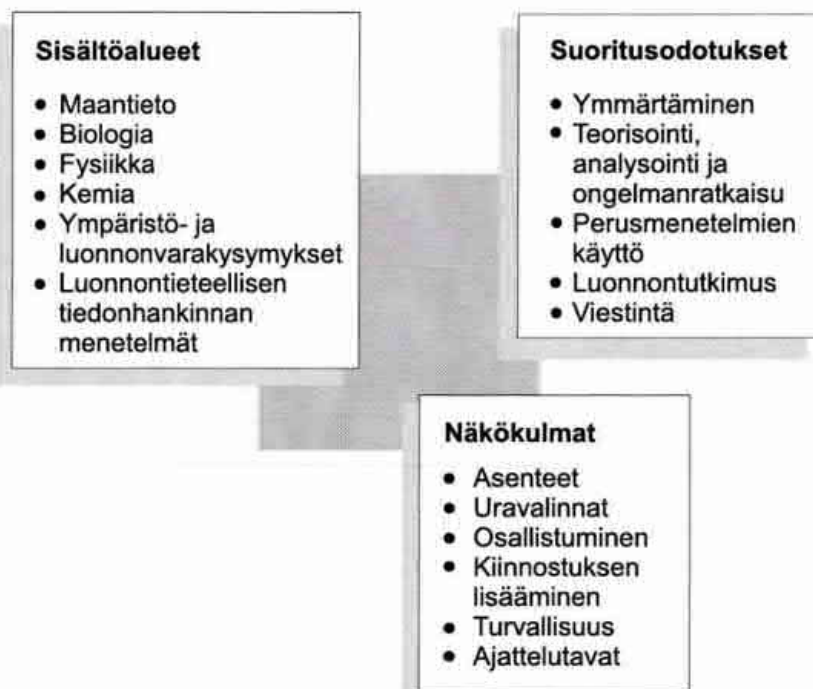 Sisältöalueet
• Maantieto
• Biologia
• Fysiikka
• Kemia
• Ympäristö- ja
luonnonvarakysymykset
• Luonnontieteellisen
tiedonhankinnan
menetelmät
Suoritusodotukset
• Ymmärtäminen
• Teorisointi,
analysointi ja
ongelmanratkaisu
• Perusmenetelmien
käyttö
• Luonnontutkimus
• Viestintä
Näkökulmat
• Asenteet
• Uravalinnat
• Osallistuminen
• Kiinnostuksen
lisääminen
• Turvallisuus
• Ajattelutavat